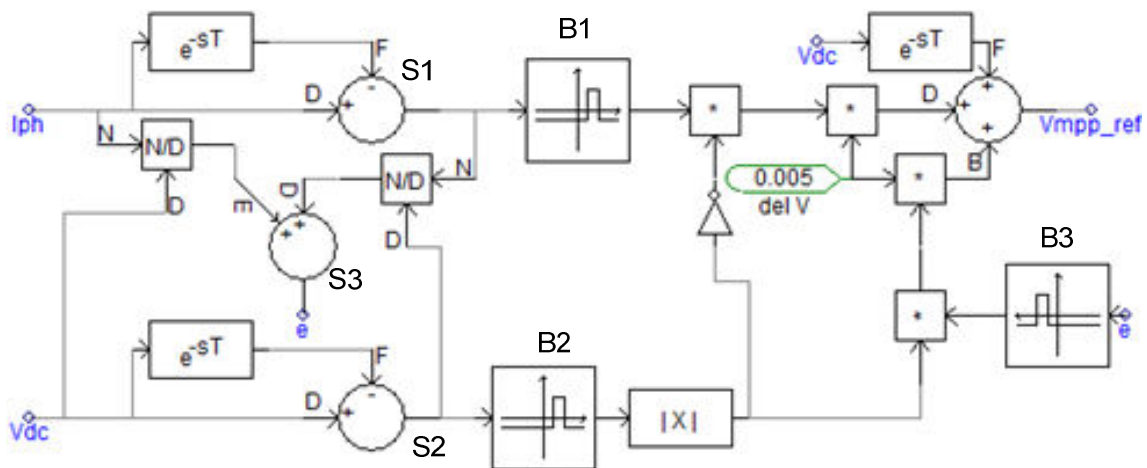 B1
e-sT
F
S1
Vdc
e-sT
F
Iph
D
+
-
*
*
D
+
+
+
Vmpp_ref
N
N/D
N
N/D
0.005
del V
*
B
D
E
D
+
+
S3
D
e
B3
*
e
e-sT
F
B2
Vdc
D
+
-
S2
|X|